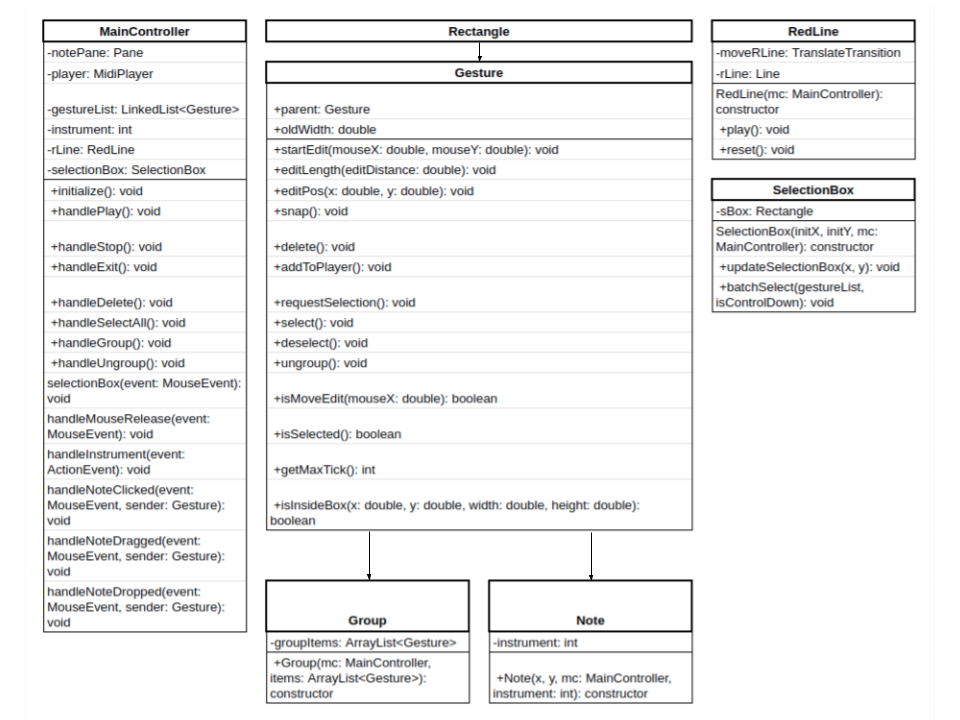 MainController
-notePane: Pane
-player: MidiPlayer
-gestureList: LinkedList<Gesture>
-instrument: int
-rLine: RedLine
-selectionBox: SelectionBox
+initialize(): void
+handlePlay(): void
+handleStop(): void
+handleExit(): void
+handleDelete(): void
+handleSelectAll(): void
+handleGroup(): void
+handleUngroup(): void
selectionBox(event: MouseEvent):
void
handleMouseRelease(event:
MouseEvent): void
handleInstrument(event:
ActionEvent): void
handleNoteClicked(event:
MouseEvent, sender: Gesture):
void
handleNoteDragged(event:
MouseEvent, sender: Gesture):
void
handleNoteDropped(event:
MouseEvent, sender: Gesture):
void
Rectangle
Gesture
+parent: Gesture
+oldWidth: double
+startEdit(mouseX: double, mouseY: double): void
+editLength(editDistance: double): void
+editPos(x: double, y: double): void
+snap(): void
+delete(): void
+addToPlayer(): void
+requestSelection(): void
+select(): void
+deselect(): void
+ungroup(): void
+isMoveEdit(mouseX: double): boolean
+isSelected(): boolean
+getMaxTick(): int
+isInsideBox(x: double, y: double, width: double, height: double):
boolean
Group
-groupItems: ArrayList<Gesture>
+Group(mc: MainController,
items: ArrayList<Gesture>):
constructor
Note
-instrument: int
+Note(x, y, mc: MainController,
instrument: int): constructor
RedLine
-moveRLine: TranslateTransition
-rLine: Line
RedLine(mc: MainController):
constructor
+play(): void
+reset(): void
SelectionBox
-sBox: Rectangle
SelectionBox(initX, initY, mc:
MainController): constructor
+updateSelectionBox(x, y): void
+batchSelect(gestureList,
isControlDown): void